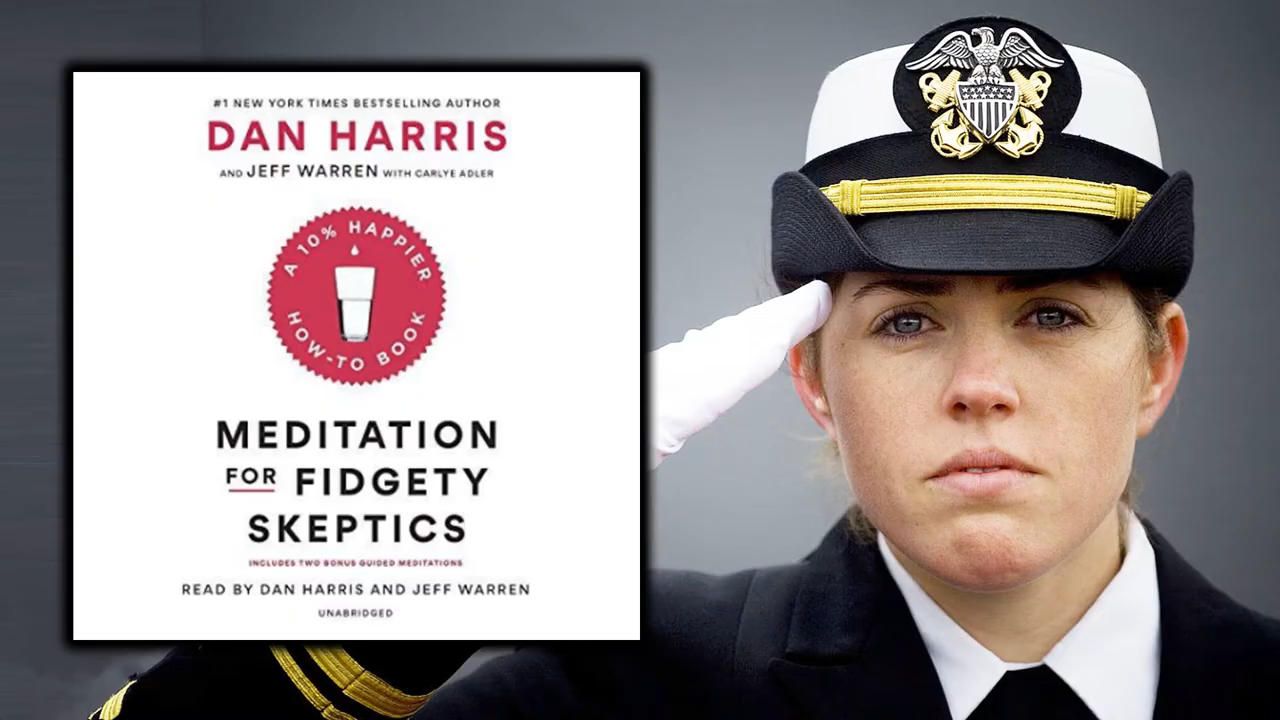 #1 NEW YORK TIMES BESTSELLING AUTHOR
DAN HARRIS
AND JEFF WARREN WITH CARLYE ADLER
A 10% HAPPIER
HOW-TO BOOK
MEDITATION
FOR FIDGETY
SKEPTICS
INCLUDES TWO BONUS GUIDED MEDITATIONS
READ BY DAN HARRIS AND JEFF WARREN
UNABRIDGED